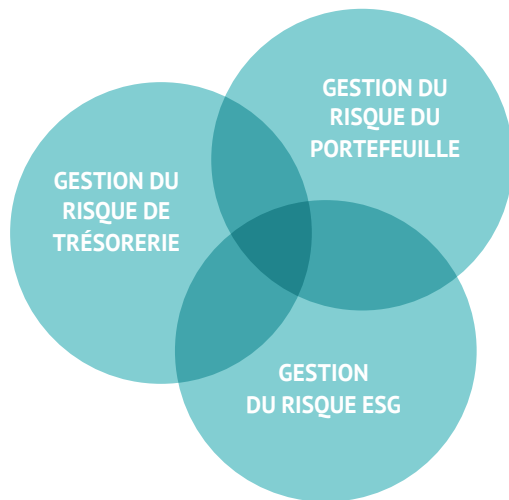 GESTION DU
RISQUE DU
PORTEFEUILLE
GESTION DU
RISQUE DE
TRÉSORERIE
GESTION
DU RISQUE ESG